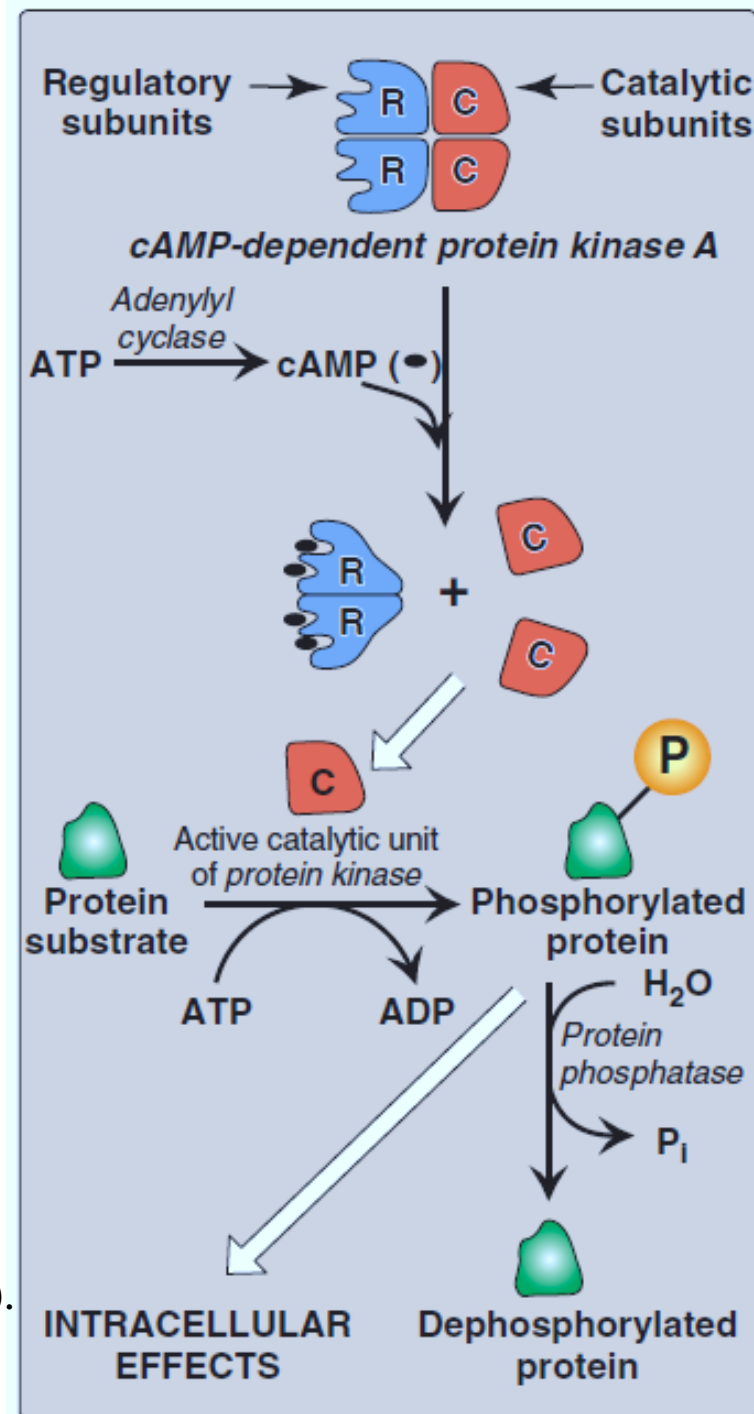 Regulatory
subunits
R
C
R
C
Catalytic
subunits
cAMP-dependent protein kinase A
Adenylyl
cyclase
ATP
cAMP (●)
R
R
+
C
C
C
P
Active catalytic unit
of protein kinase
Protein
substrate
Phosphorylated
protein
ATP
ADP
H₂O
Protein
phosphatase
Pᵢ
).
INTRACELLULAR
EFFECTS
Dephosphorylated
protein